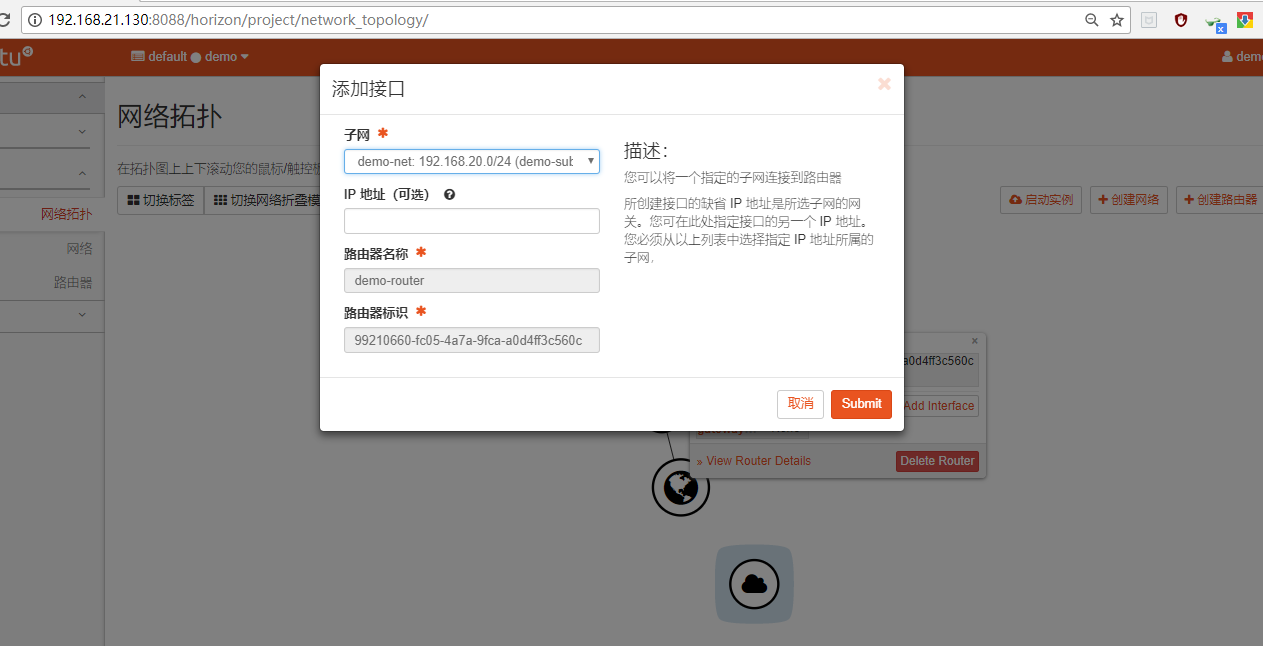 192.168.21.130:8088/horizon/project/network_topology/
tu
default demo
添加接口
网络拓扑
子网 *
demo-net: 192.168.20.0/24 (demo-sub
描述：
在拓扑图上上下滚动您的鼠标/触控板
您可以将一个指定的子网连接到路由器
切换标签
切换网络折叠模
IP 地址（可选）
所创建接口的缺省 IP 地址是所选子网的网
关。您可在此处指定接口的另一个 IP 地址。
您必须从以上列表中选择指定 IP 地址所属的
子网。
启动实例
创建网络
创建路由器
网络拓扑
网络
路由器
路由器名称 *
demo-router
路由器标识 *
99210660-fc05-4a7a-9fca-a0d4ff3c560c
取消
Submit
a0d4ff3c560c
Add Interface
» View Router Details
Delete Router